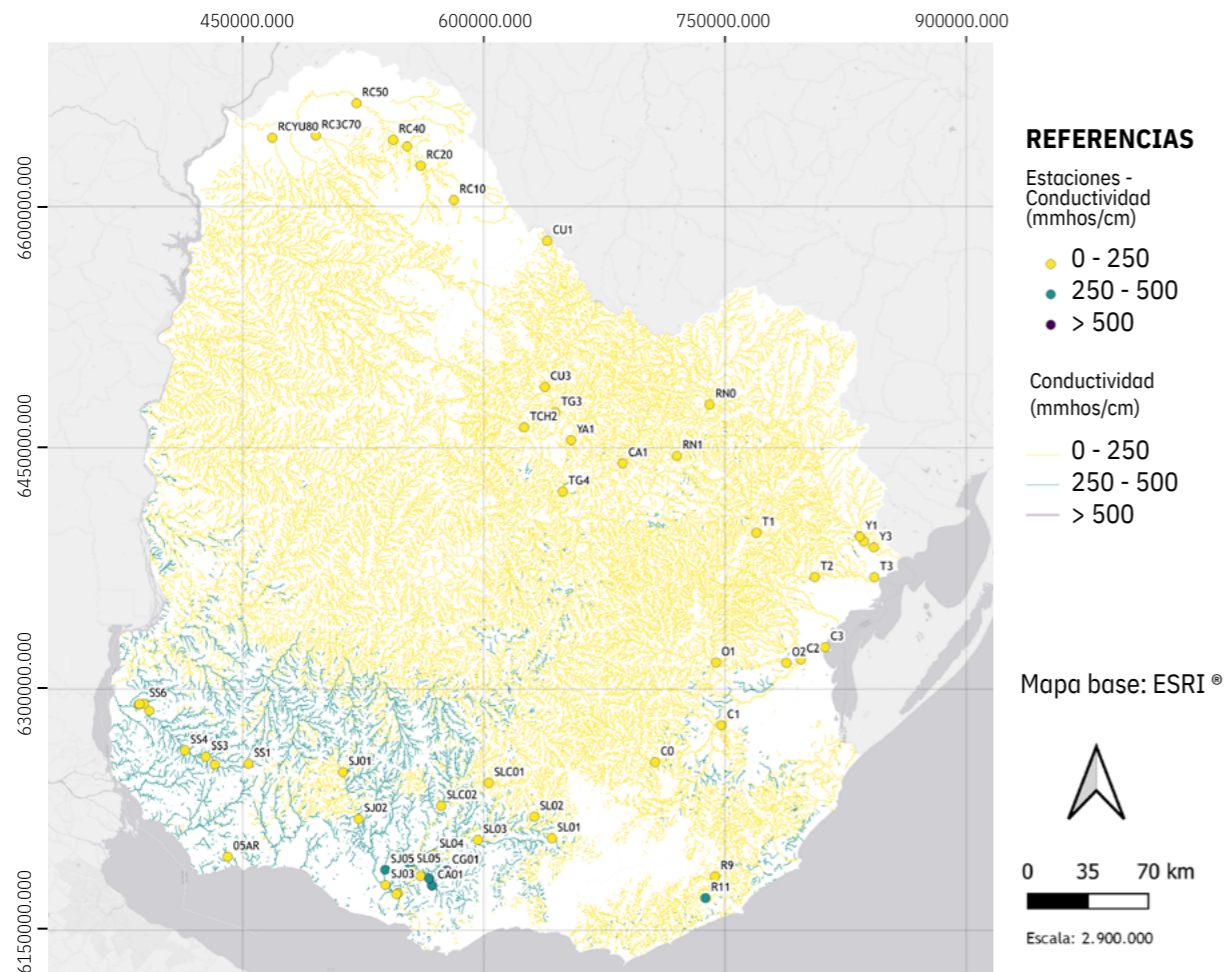 450000.000 600000.000 750000.000 900000.000
6600000.000
6450000.000
6300000.000
6150000.000
RC50
RCYU80 RC3C70
RC40
RC20
RC10
CU1
CU3
RN0
TG3
TCH2
YA1
RN1
CA1
TG4
T1
Y1
Y3
T2
T3
C3
C2
O2
O1
SS6
C1
SS4
SS3
SS1
C0
SJ01
SLC01
SLC02
SJ02
SL02
SL03
SL01
SL04
05AR
SJ05 SL05 CG01
SJ03 CA01
R9
R11
REFERENCIAS
Estaciones -
Conductividad
(mmhos/cm)
0 - 250
250 - 500
> 500
Conductividad
(mmhos/cm)
0 - 250
250 - 500
> 500
Mapa base: ESRI ®
0 35 70 km
Escala: 2.900.000